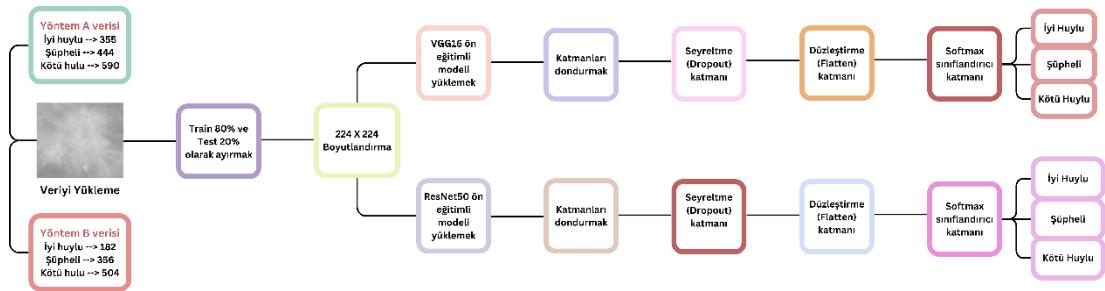 Yöntem A verisi
İyi huylu --> 355
Şüpheli --> 444
Kötü huylu --> 590
Veriyi Yükleme
Yöntem B verisi
İyi huylu --> 182
Şüpheli --> 356
Kötü hulu --> 504
Train 80% ve
Test 20%
olarak ayırmak
224 X 224
Boyutlandırma
VGG16 ön
eğitimli
modeli
yüklemek
Katmanları
dondurmak
Seyreltme
(Dropout)
katmanı
Düzleştirme
(Flatten)
katmanı
Softmax
sınıflandırıcı
katmanı
İyi Huylu
Şüpheli
Kötü Huylu
ResNet50 ön
eğitimli
modeli
yüklemek
Katmanları
dondurmak
Seyreltme
(Dropout)
katmanı
Düzleştirme
(Flatten)
katmanı
Softmax
sınıflandırıcı
katmanı
İyi Huylu
Şüpheli
Kötü Huylu